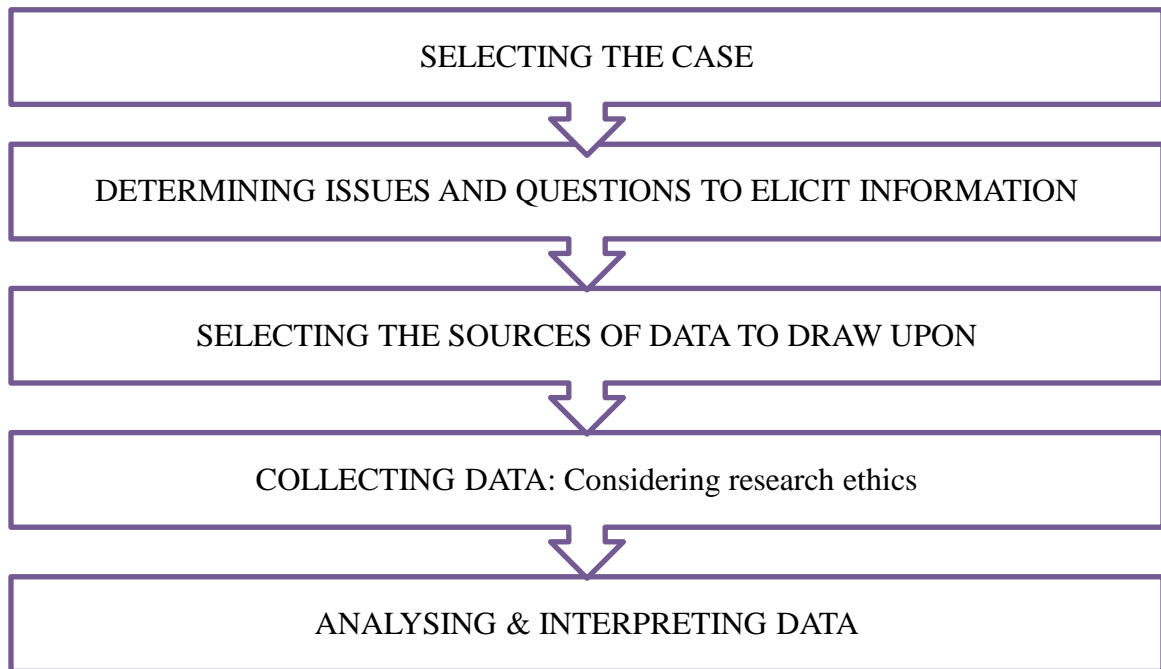 SELECTING THE CASE
DETERMINING ISSUES AND QUESTIONS TO ELICIT INFORMATION
SELECTING THE SOURCES OF DATA TO DRAW UPON
COLLECTING DATA: Considering research ethics
ANALYSING & INTERPRETING DATA